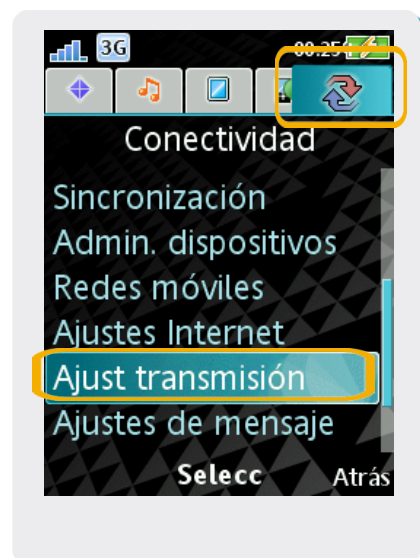 3G
Conectividad
Sincronización
Admin. dispositivos
Redes móviles
Ajustes Internet
Ajust transmisión
Ajustes de mensaje
Selecc Atrás